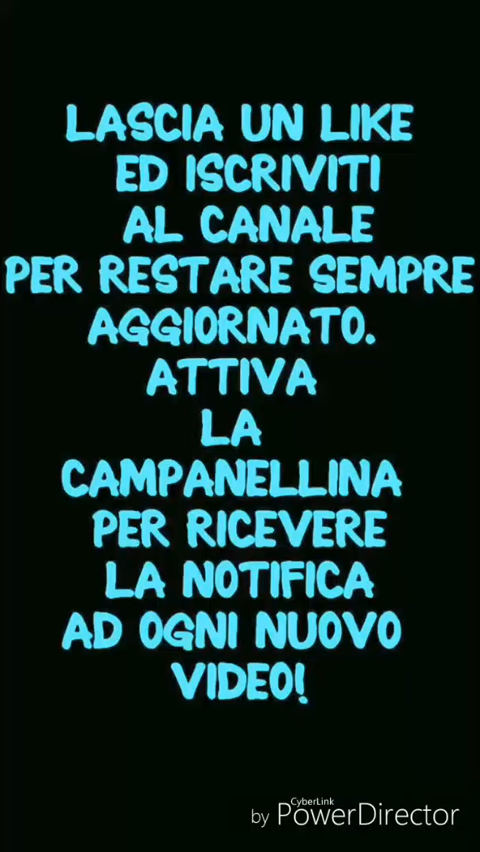 LASCIA UN LIKE
ED ISCRIVITI
AL CANALE
PER RESTARE SEMPRE
AGGIORNATO.
ATTIVA
LA
CAMPANELLINA
PER RICEVERE
LA NOTIFICA
AD OGNI NUOVO
VIDEO!
CyberLink
by PowerDirector